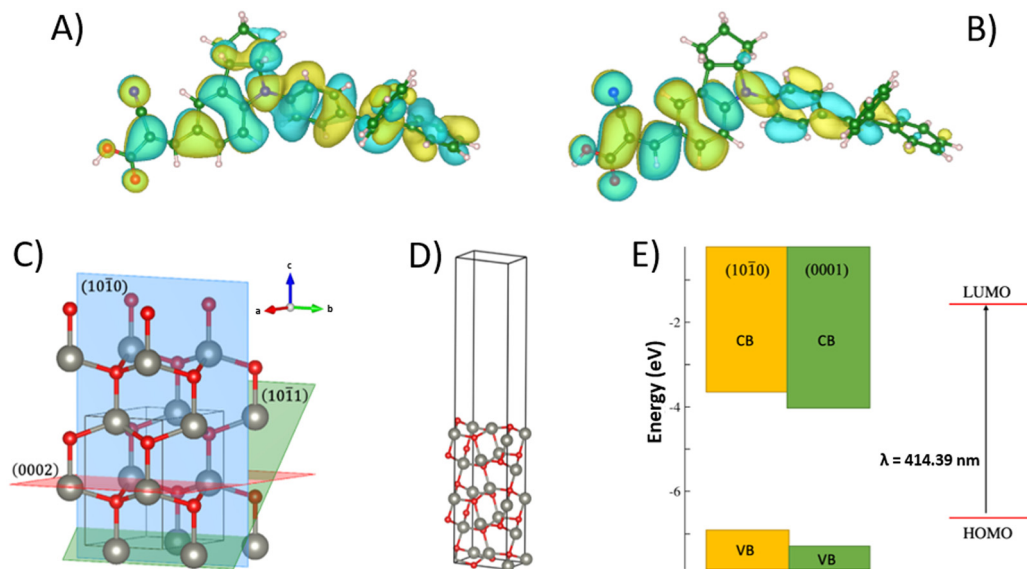 A)
B)
C)
D)
E)
(101̄0)
(101̄1)
(0002)
c
a
b
Energy (eV)
-2
-4
-6
(101̄0)
(0001)
CB
CB
VB
VB
LUMO
λ = 414.39 nm
HOMO